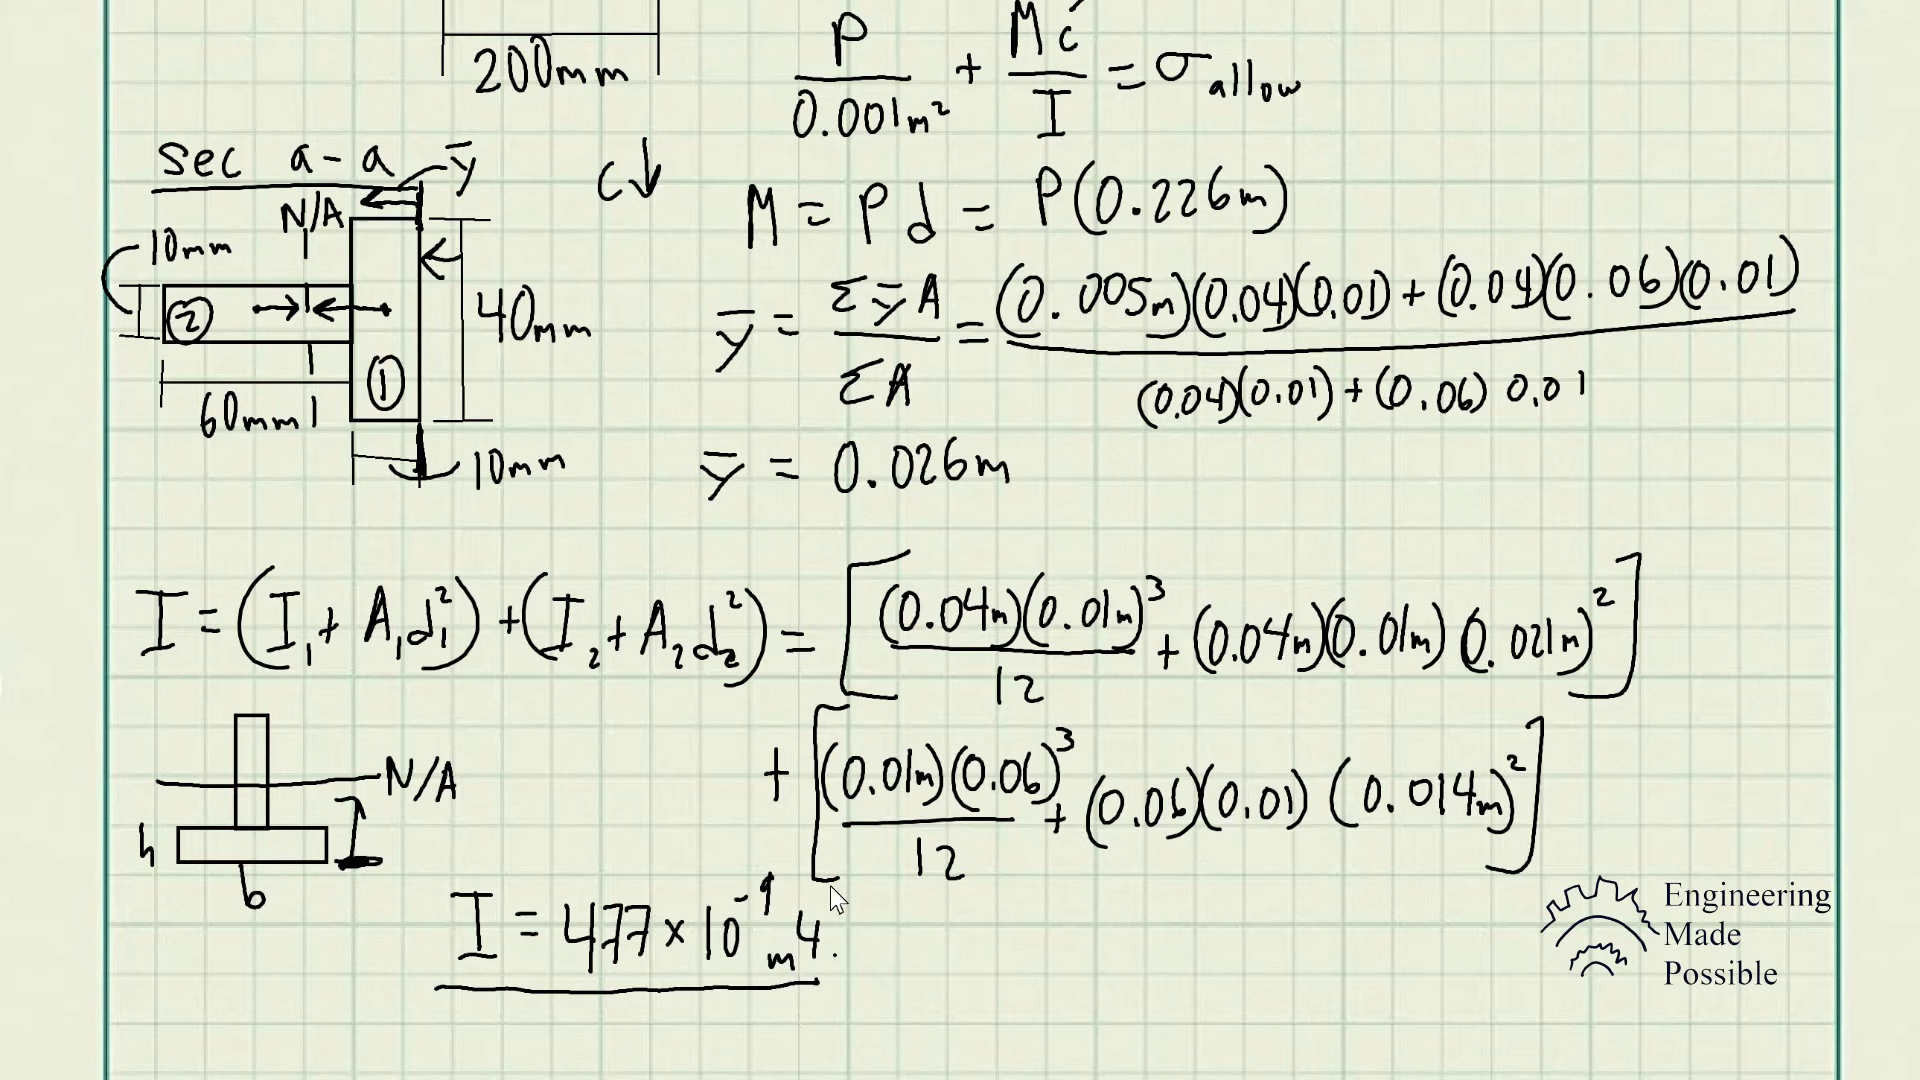 200mm
P/0.001m² + Mc/I = σ allow
sec a-a
ȳ
N/A
c↓
M = Pd = P(0.226m)
10mm
②
①
40mm
60mm
10mm
ȳ = ΣȳA/ΣA = (0.005m)(0.04)(0.01) + (0.04)(0.06)(0.01) / (0.04)(0.01) + (0.06) 0.01
ȳ = 0.026m
I = (I₁ + A₁d₁²) + (I₂ + A₂d₂²) = [(0.04m)(0.01m)³/12 + (0.04m)(0.01m)(0.021m)²]
+ [(0.01m)(0.06)³/12 + (0.06)(0.01)(0.014m)²]
N/A
h
b
I = 477 × 10⁻⁹ m4.
Engineering
Made
Possible